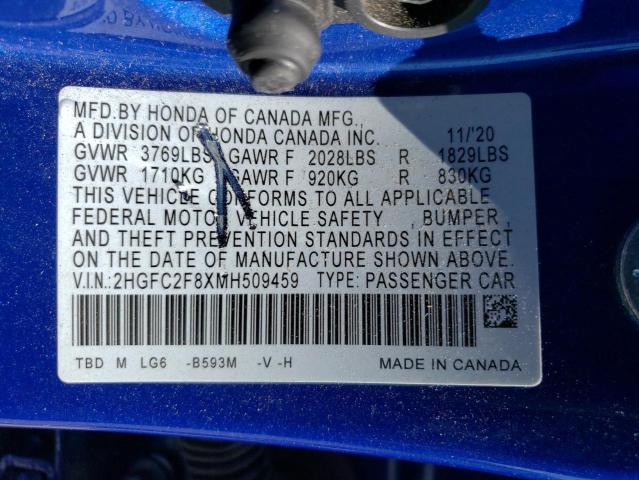 MFD.BY HONDA OF CANADA MFG.,
A DIVISION OF HONDA CANADA INC. 11/'20
GVWR 3769LBS GAWR F 2028LBS R 1829LBS
GVWR 1710KG GAWR F 920KG R 830KG
THIS VEHICLE CONFORMS TO ALL APPLICABLE
FEDERAL MOTOR VEHICLE SAFETY, BUMPER,
AND THEFT PREVENTION STANDARDS IN EFFECT
ON THE DATE OF MANUFACTURE SHOWN ABOVE.
V.I.N.:2HGFC2F8XMH509459 TYPE: PASSENGER CAR
TBD M LG6 -B593M -V -H MADE IN CANADA